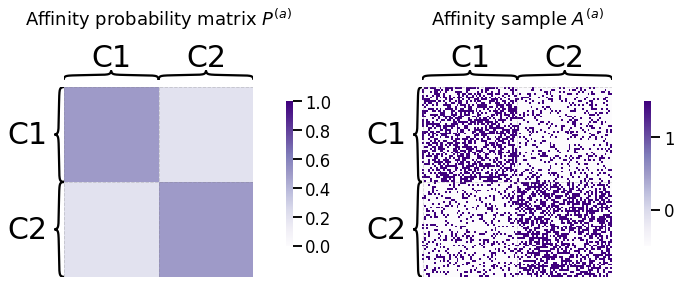 Affinity probability matrix P^(a)
C1 C2
C1
C2
1.0
0.8
0.6
0.4
0.2
0.0
Affinity sample A^(a)
C1 C2
C1
C2
1
0